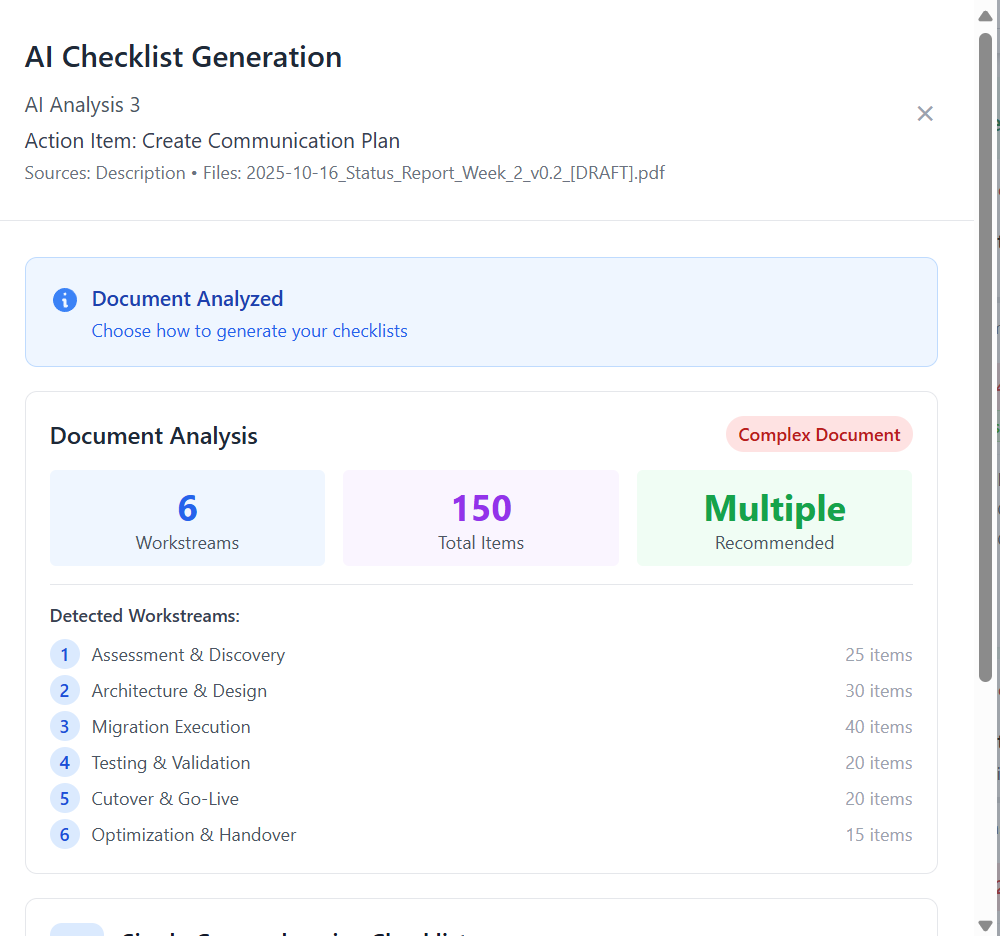 AI Checklist Generation
AI Analysis 3
Action Item: Create Communication Plan
Sources: Description • Files: 2025-10-16_Status_Report_Week_2_v0.2_[DRAFT].pdf
Document Analyzed
Choose how to generate your checklists
Document Analysis
Complex Document
6
Workstreams
150
Total Items
Multiple
Recommended
Detected Workstreams:
1 Assessment & Discovery 25 items
2 Architecture & Design 30 items
3 Migration Execution 40 items
4 Testing & Validation 20 items
5 Cutover & Go-Live 20 items
6 Optimization & Handover 15 items